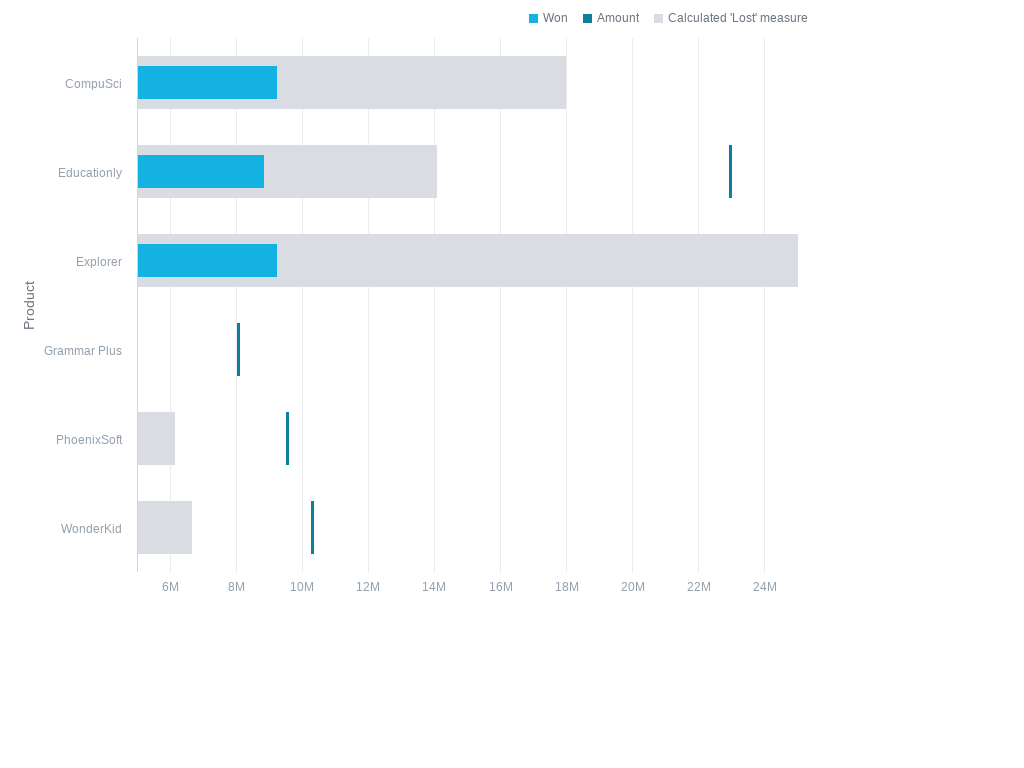 Won Amount Calculated 'Lost' measure
Product
CompuSci
Educationly
Explorer
Grammar Plus
PhoenixSoft
WonderKid
6M 8M 10M 12M 14M 16M 18M 20M 22M 24M